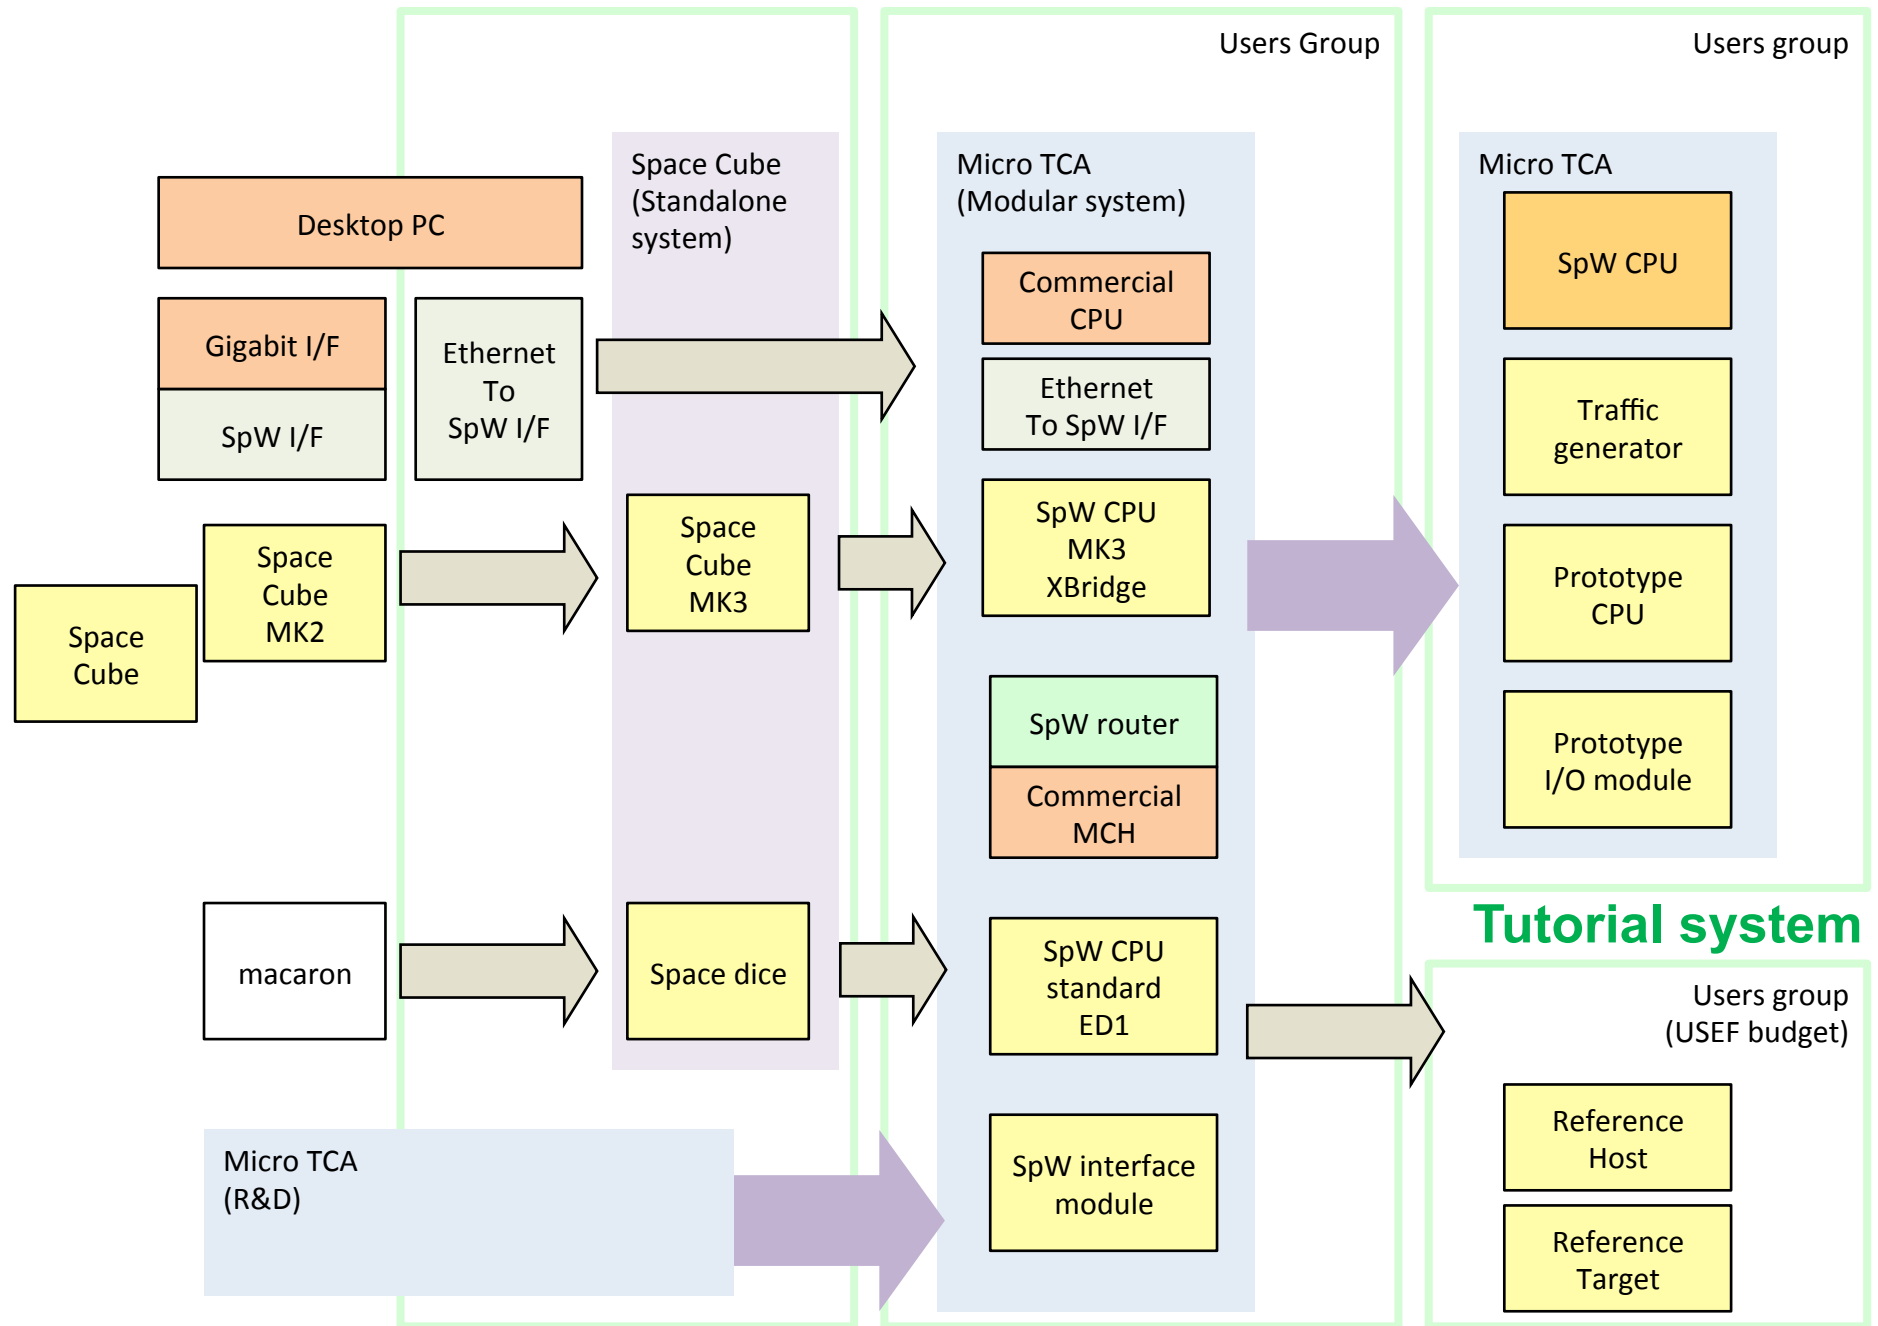 Users Group
Users group
Desktop PC
Gigabit I/F
SpW I/F
Ethernet
To
SpW I/F
Space
Cube
MK2
Space
Cube
macaron
Micro TCA
(R&D)
Space Cube
(Standalone
system)
Space
Cube
MK3
Space dice
Micro TCA
(Modular system)
Commercial
CPU
Ethernet
To SpW I/F
SpW CPU
MK3
XBridge
SpW router
Commercial
MCH
SpW CPU
standard
ED1
SpW interface
module
Micro TCA
SpW CPU
Traffic
generator
Prototype
CPU
Prototype
I/O module
Tutorial system
Users group
(USEF budget)
Reference
Host
Reference
Target